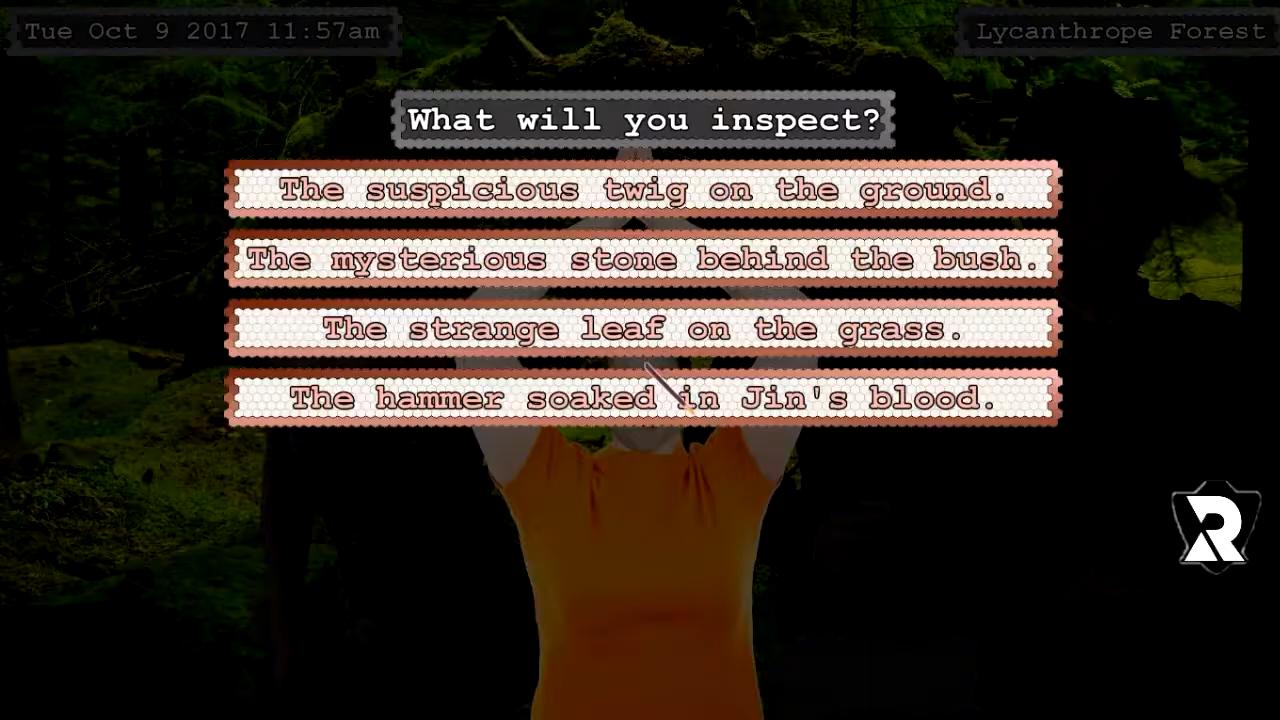 Tue Oct 9 2017 11:57am
Lycanthrope Forest
What will you inspect?
The suspicious twig on the ground.
The mysterious stone behind the bush.
The strange leaf on the grass.
The hammer soaked in Jin's blood.
R